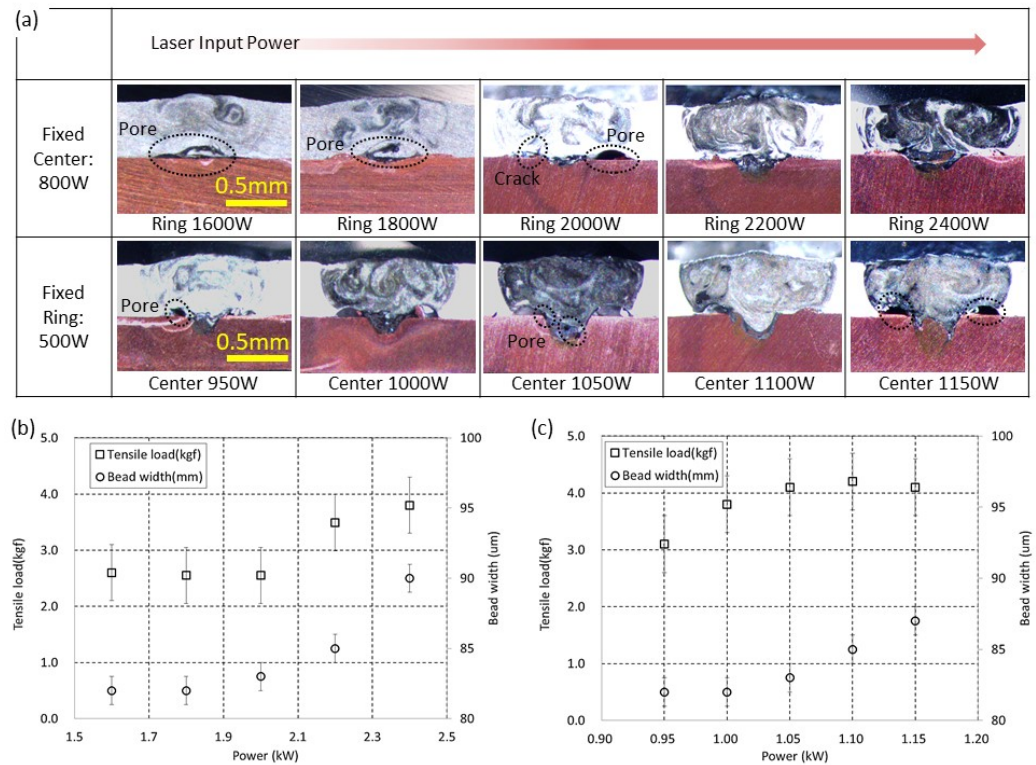 (a)
Laser Input Power
Fixed
Center:
800W
Pore
0.5mm
Ring 1600W
Pore
Ring 1800W
Pore
Crack
Ring 2000W
Ring 2200W
Ring 2400W
Fixed
Ring:
500W
Pore
0.5mm
Center 950W
Center 1000W
Pore
Center 1050W
Center 1100W
Center 1150W
(b)
Tensile load(kgf)
Bead width(mm)
5.0
4.0
3.0
2.0
1.0
0.0
Tensile load(kgf)
100
95
90
85
80
Bead width (um)
1.5 1.7 1.9 2.1 2.3 2.5
Power (kW)
(c)
Tensile load(kgf)
Bead width(mm)
5.0
4.0
3.0
2.0
1.0
0.0
Tensile load(kgf)
100
95
90
85
80
Bead width (um)
0.90 0.95 1.00 1.05 1.10 1.15 1.20
Power (kW)